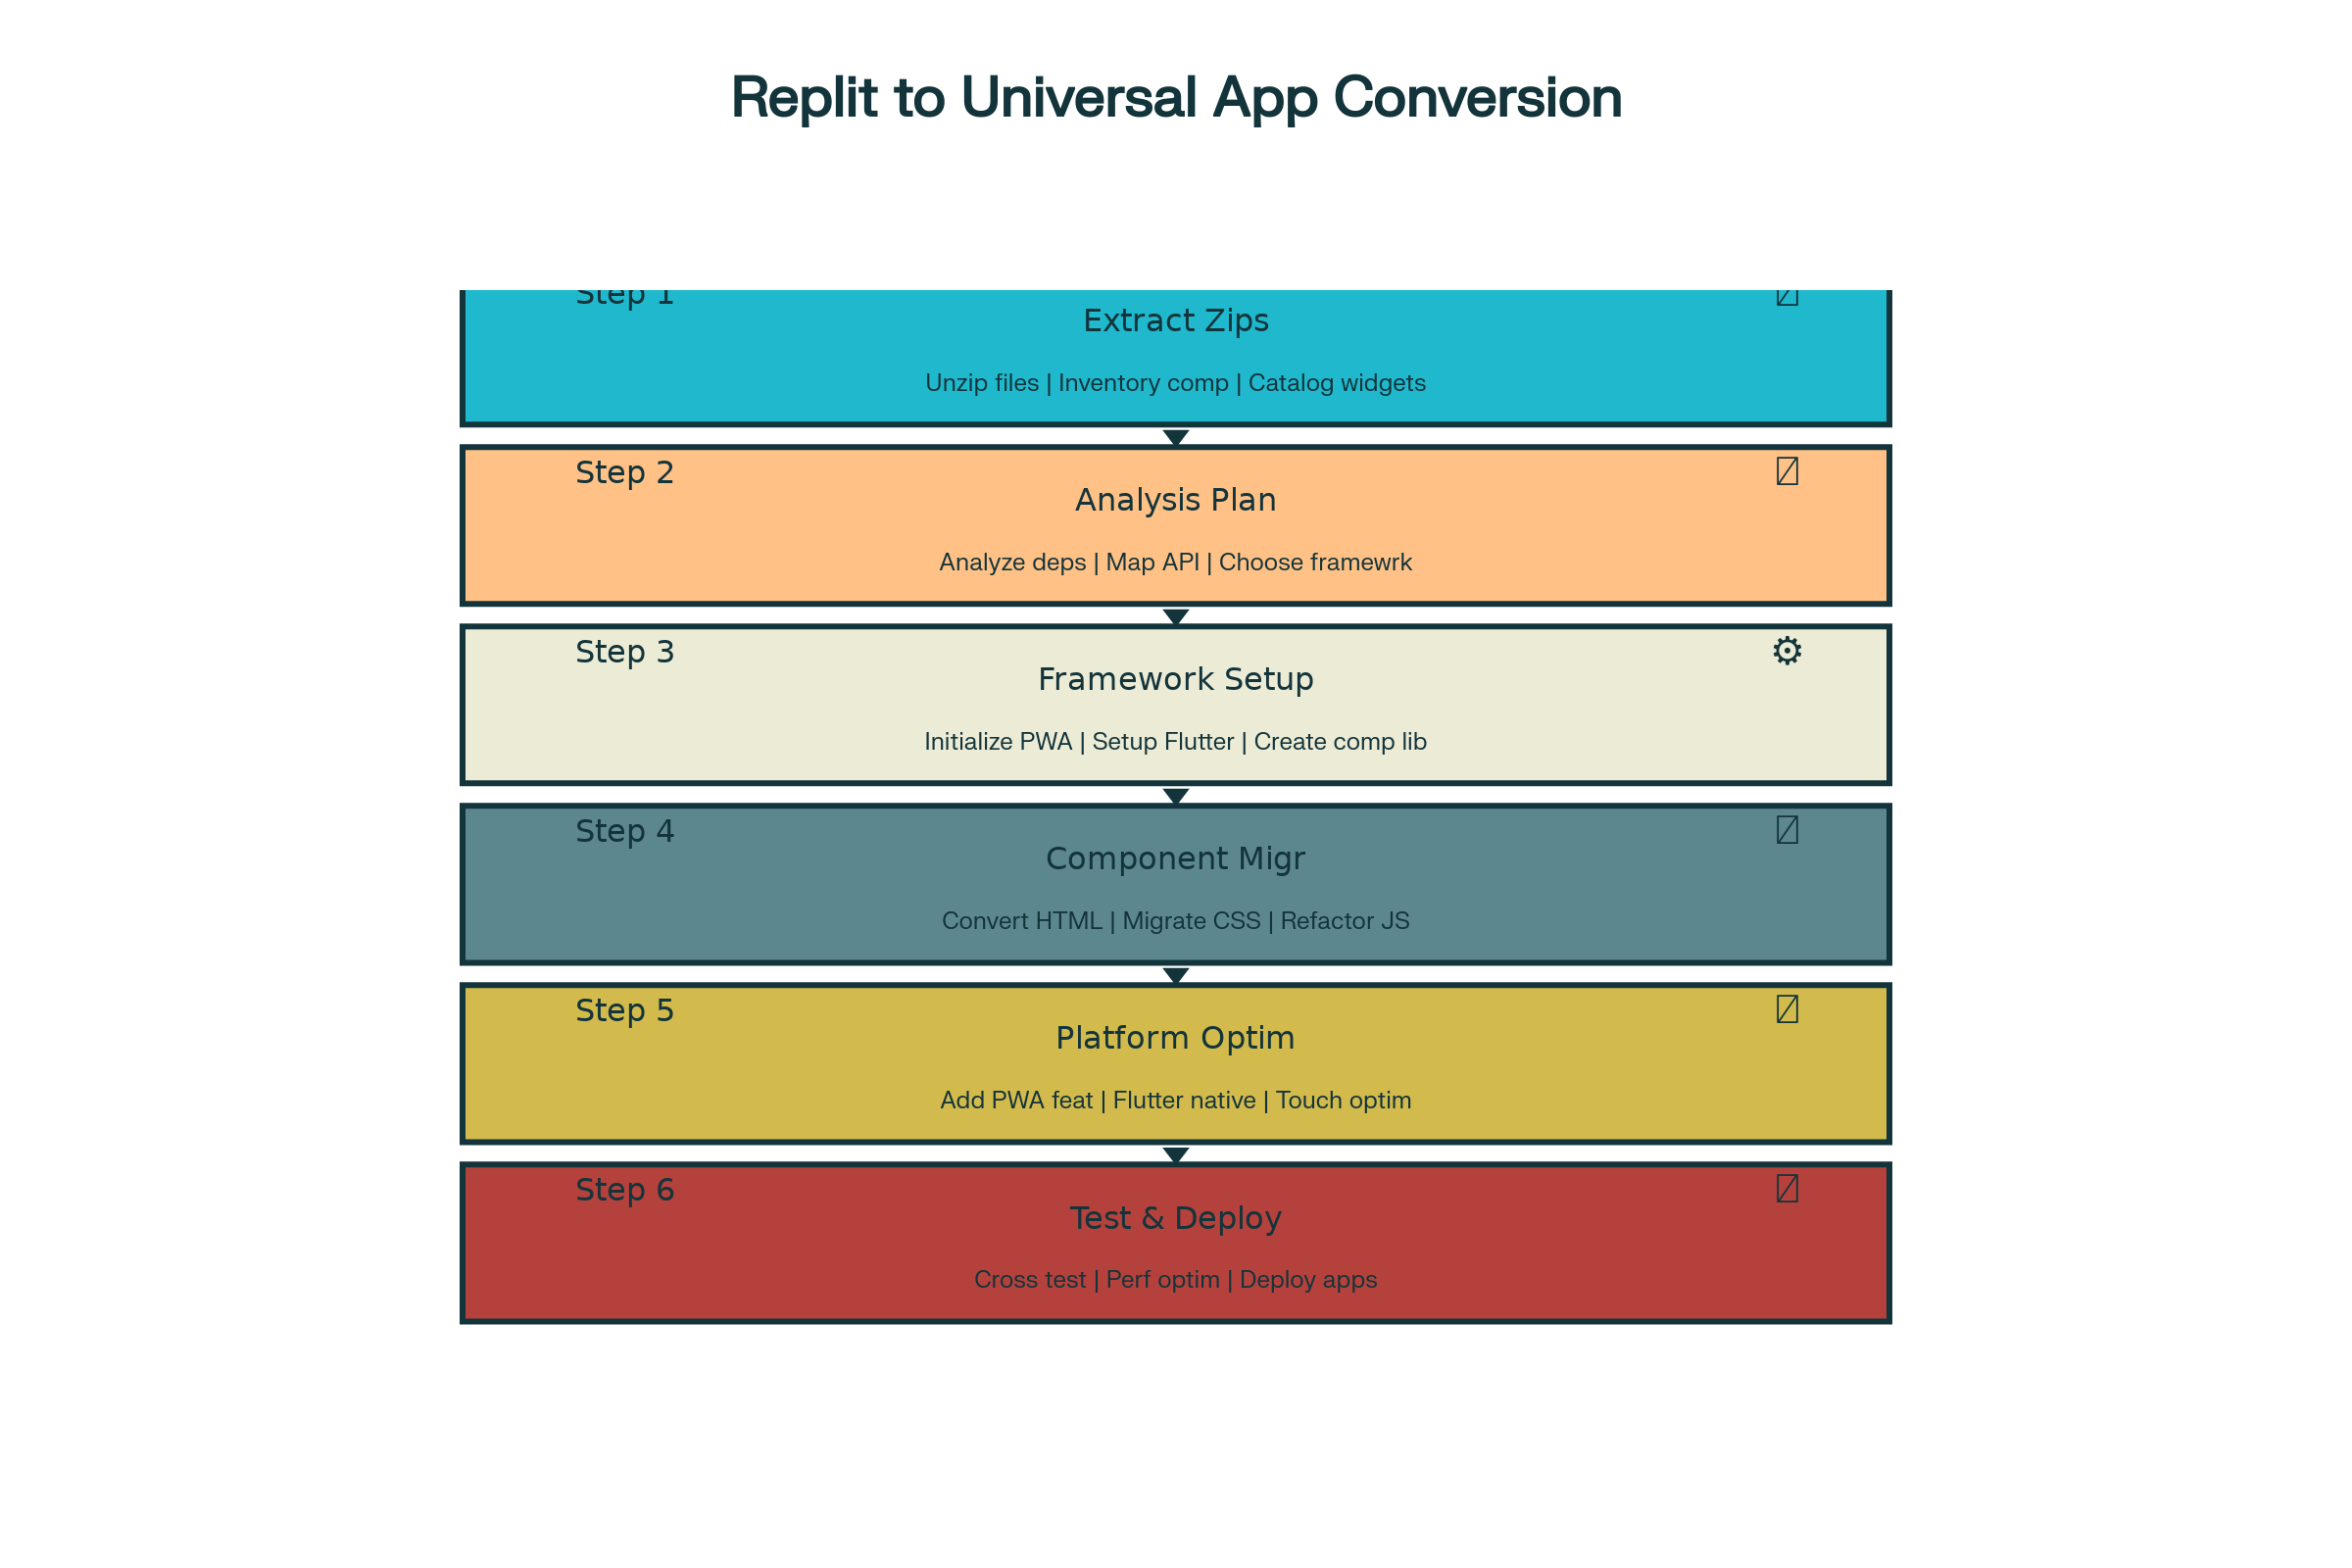 Replit to Universal App Conversion
Step 1
Extract Zips
Unzip files | Inventory comp | Catalog widgets
Step 2
Analysis Plan
Analyze deps | Map API | Choose framewrk
Step 3 ⚙
Framework Setup
Initialize PWA | Setup Flutter | Create comp lib
Step 4
Component Migr
Convert HTML | Migrate CSS | Refactor JS
Step 5
Platform Optim
Add PWA feat | Flutter native | Touch optim
Step 6
Test & Deploy
Cross test | Perf optim | Deploy apps